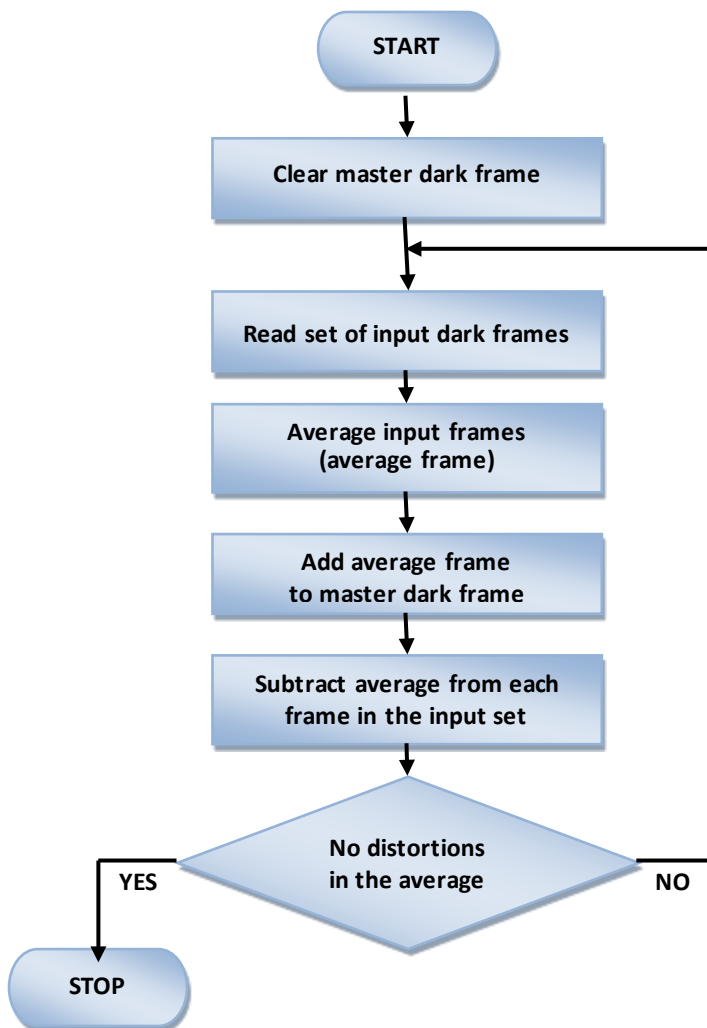 START
Clear master dark frame
Read set of input dark frames
Average input frames
(average frame)
Add average frame
to master dark frame
Subtract average from each
frame in the input set
No distortions
in the average
YES
NO
STOP